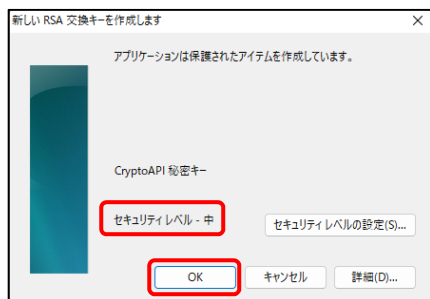 新しい RSA 交換キーを作成します
アプリケーションは保護されたアイテムを作成しています。
CryptoAPI 秘密キー
セキュリティ レベル - 中
セキュリティ レベルの設定(S)...
OK
キャンセル
詳細(D)...